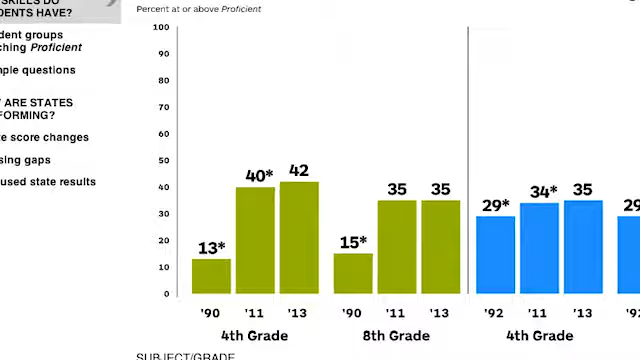 SKILLS DO
DENTS HAVE?
dent groups
ching Proficient
ple questions
ARE STATES
FORMING?
e score changes
sing gaps
used state results
Percent at or above Proficient
100
90
80
70
60
50
40
30
20
10
0
13*
40*
42
15*
35
35
29*
34*
35
29
'90 '11 '13 '90 '11 '13 '92 '11 '13 '92
4th Grade 8th Grade 4th Grade
SUBJECT/GRADE